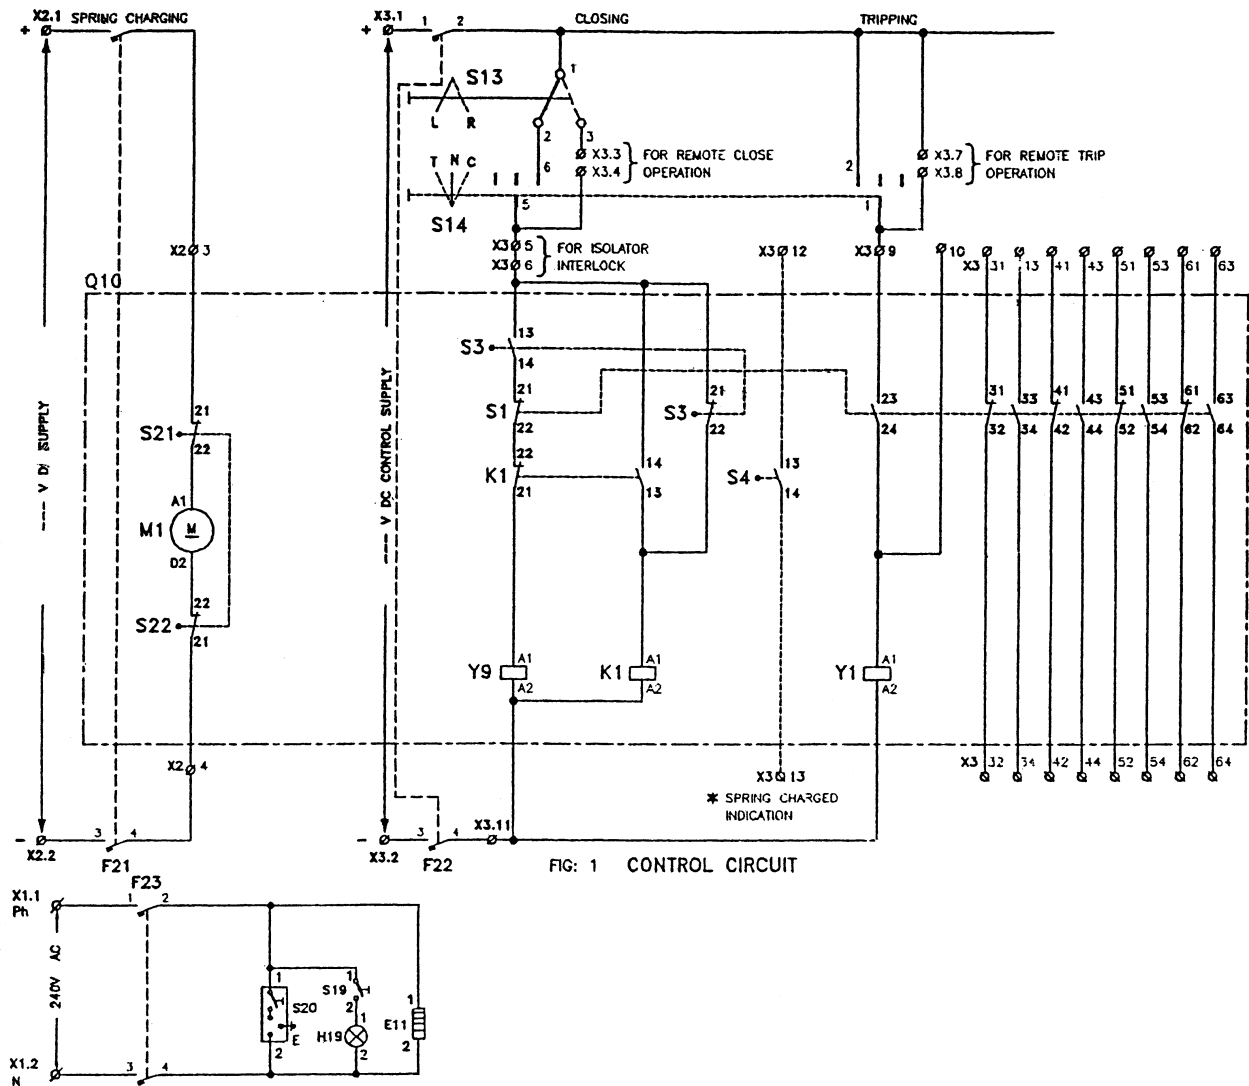 X2.1 SPRING CHARGING X3.1 1 2 CLOSING TRIPPING
+ +
S13 1
L R 2 3
X3.3 FOR REMOTE CLOSE
X3.4 OPERATION
X3.7 FOR REMOTE TRIP
X3.8 OPERATION
T N C 6 2
S14 5 1
X2 3 X3 5 FOR ISOLATOR
X3 6 INTERLOCK
X3 12 X3 9 10 X3 31 13 41 43 51 53 61 63
Q10
S3 13
14
S1 21
22
S3 21
22
23
24
31 33 41 43 51 53 61 63
32 34 42 44 52 54 62 64
S21 21
22
K1 22
21
14
13
S4 13
14
A1
M1 M
D2
V DC CONTROL SUPPLY
SUPPLY
22
S22 21
Y9 A1
A2
K1 A1
A2
Y1 A1
A2
X2 4
X3 13
* SPRING CHARGED
INDICATION
X3 32 34 42 44 52 54 62 64
- 3 4 - 3 4 X3.11
X2.2 F21 X3.2 F22
FIG: 1 CONTROL CIRCUIT
F23
X1.1 1 2
Ph
240V AC
1 S20
E
2
1 S19
2
1
H19
2
1
E11
2
X1.2 3 4
N